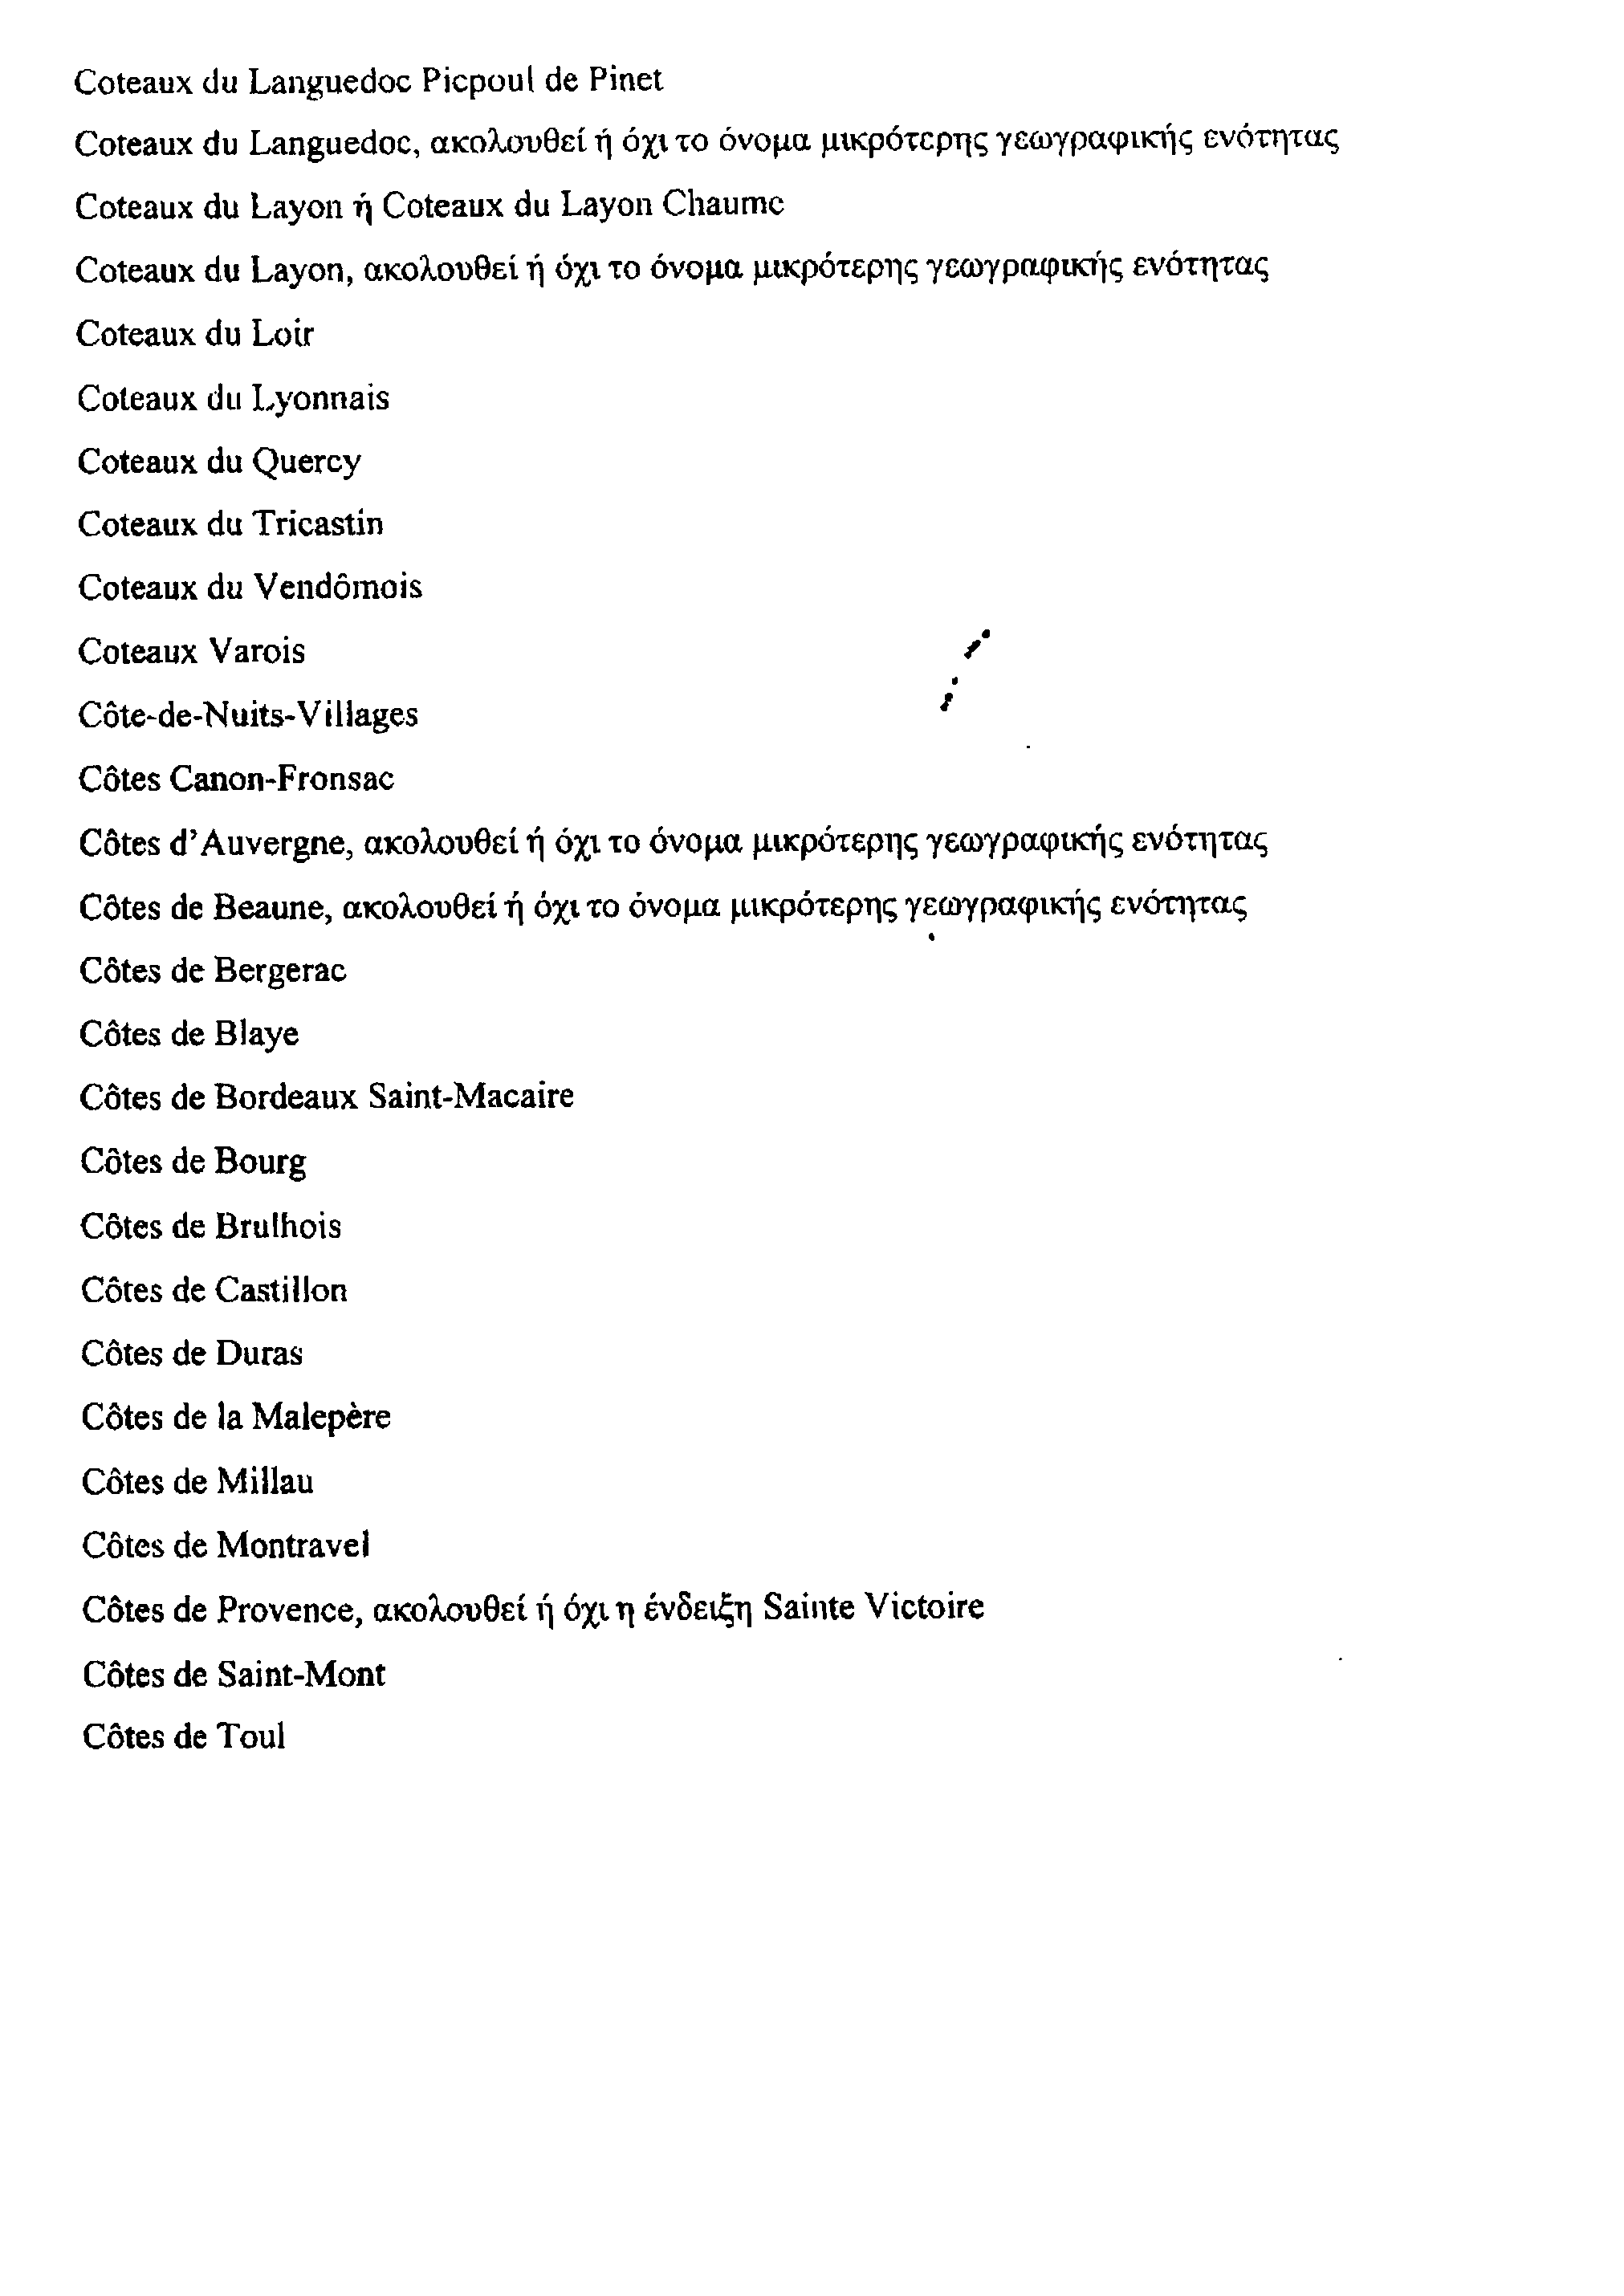 Coteaux du Languedoc Picpoul de Pinet
Coteaux du Languedoc, ακολουθεί ή όχι το όνομα μικρότερης γεωγραφικής ενότητας
Coteaux du Layon ή Coteaux du Layon Chaume
Coteaux du Layon, ακολουθεί ή όχι το όνομα μικρότερης γεωγραφικής ενότητας
Coteaux du Loir
Coteaux du Lyonnais
Coteaux du Quercy
Coteaux du Tricastin
Coteaux du Vendômois
Coteaux Varois
Côte-de-Nuits-Villages
Côtes Canon-Fronsac
Côtes d’Auvergne, ακολουθεί ή όχι το όνομα μικρότερης γεωγραφικής ενότητας
Côtes de Beaune, ακολουθεί ή όχι το όνομα μικρότερης γεωγραφικής ενότητας
Côtes de Bergerac
Côtes de Blaye
Côtes de Bordeaux Saint-Macaire
Côtes de Bourg
Côtes de Brulhois
Côtes de Castillon
Côtes de Duras
Côtes de la Malepère
Côtes de Millau
Côtes de Montravel
Côtes de Provence, ακολουθεί ή όχι η ένδειξη Sainte Victoire
Côtes de Saint-Mont
Côtes de Toul